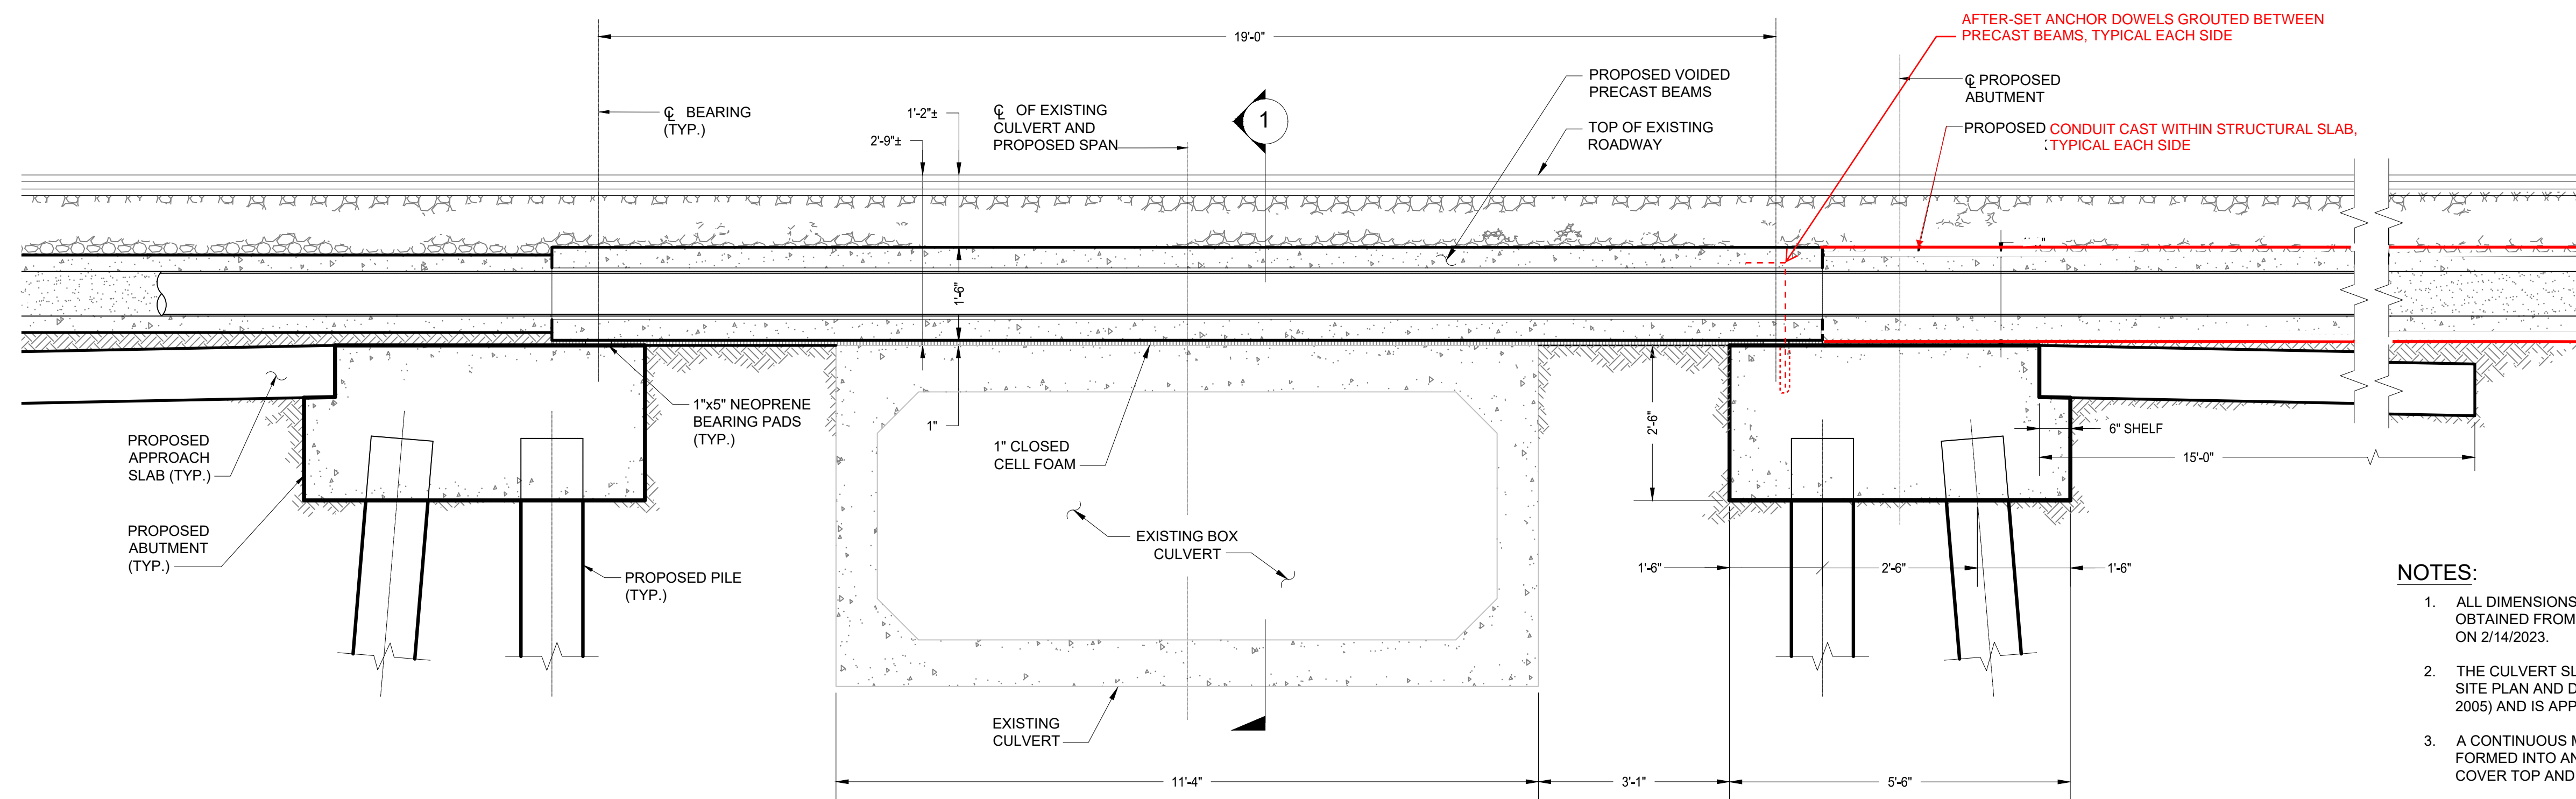 AFTER-SET ANCHOR DOWELS GROUTED BETWEEN
PRECAST BEAMS, TYPICAL EACH SIDE
19'-0"
PROPOSED VOIDED
PRECAST BEAMS
℄ PROPOSED
ABUTMENT
℄ BEARING
(TYP.)
1'-2"±
2'-9"±
℄ OF EXISTING
CULVERT AND
PROPOSED SPAN
1
TOP OF EXISTING
ROADWAY
PROPOSED CONDUIT CAST WITHIN STRUCTURAL SLAB,
TYPICAL EACH SIDE
1'-6"
1"
1"x5" NEOPRENE
BEARING PADS
(TYP.)
1" CLOSED
CELL FOAM
2'-6"
6" SHELF
15'-0"
PROPOSED
APPROACH
SLAB (TYP.)
PROPOSED
ABUTMENT
(TYP.)
PROPOSED PILE
(TYP.)
EXISTING BOX
CULVERT
1'-6"
2'-6"
1'-6"
EXISTING
CULVERT
11'-4"
3'-1"
5'-6"
NOTES:
1. ALL DIMENSIONS
OBTAINED FROM
ON 2/14/2023.
2. THE CULVERT
SITE PLAN AND
2005) AND IS
3. A CONTINUOUS
FORMED INTO
COVER TOP AND